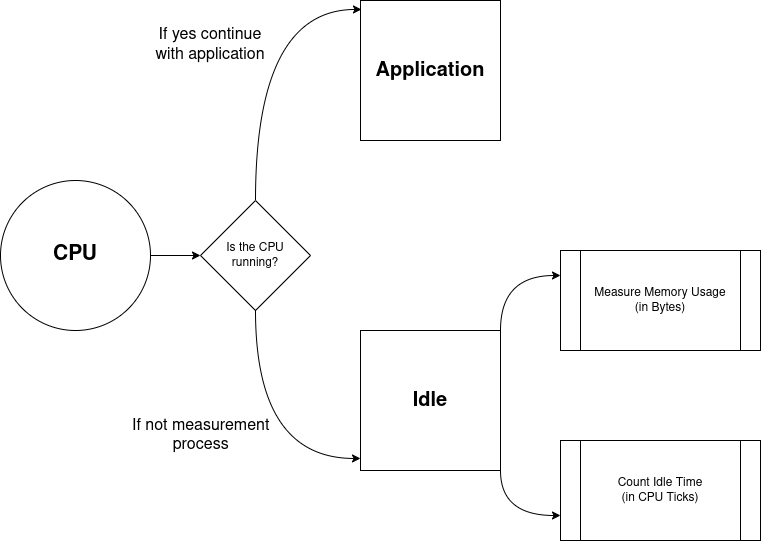 If yes continue
with application
Application
CPU
Is the CPU
running?
Measure Memory Usage
(in Bytes)
Idle
If not measurement
process
Count Idle Time
(in CPU Ticks)